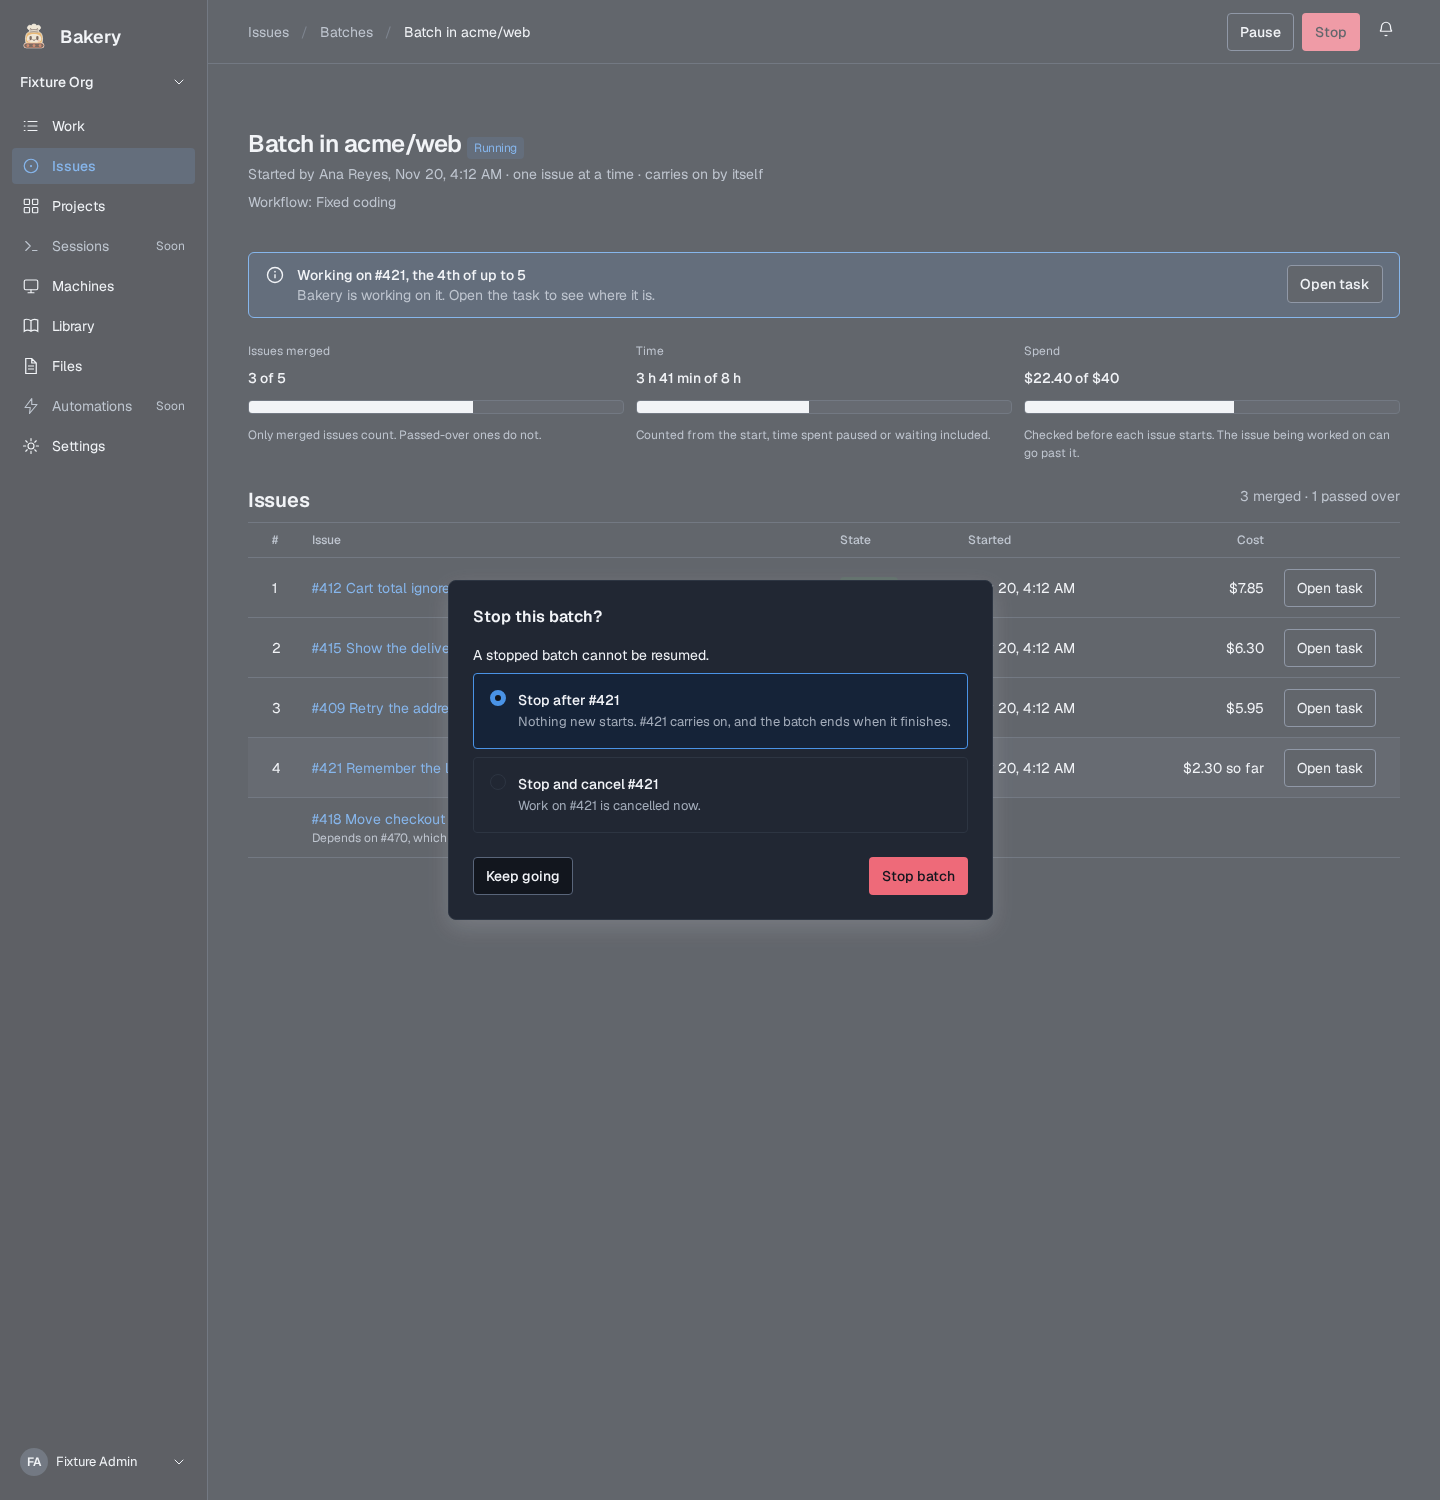 Bakery
Fixture Org
Work
Issues
Projects
Sessions Soon
Machines
Library
Files
Automations Soon
Settings
FA Fixture Admin
Issues / Batches / Batch in acme/web
Pause
Stop
Batch in acme/web Running
Started by Ana Reyes, Nov 20, 4:12 AM · one issue at a time · carries on by itself
Workflow: Fixed coding
Working on #421, the 4th of up to 5
Bakery is working on it. Open the task to see where it is.
Open task
Issues merged
3 of 5
Only merged issues count. Passed-over ones do not.
Time
3 h 41 min of 8 h
Counted from the start, time spent paused or waiting included.
Spend
$22.40 of $40
Checked before each issue starts. The issue being worked on can
go past it.
Issues
3 merged · 1 passed over
# Issue State Started Cost
1 #412 Cart total ignore 20, 4:12 AM $7.85 Open task
2 #415 Show the delive 20, 4:12 AM $6.30 Open task
3 #409 Retry the addre 20, 4:12 AM $5.95 Open task
4 #421 Remember the 20, 4:12 AM $2.30 so far Open task
#418 Move checkout
Depends on #470, which
Stop this batch?
A stopped batch cannot be resumed.
Stop after #421
Nothing new starts. #421 carries on, and the batch ends when it finishes.
Stop and cancel #421
Work on #421 is cancelled now.
Keep going
Stop batch